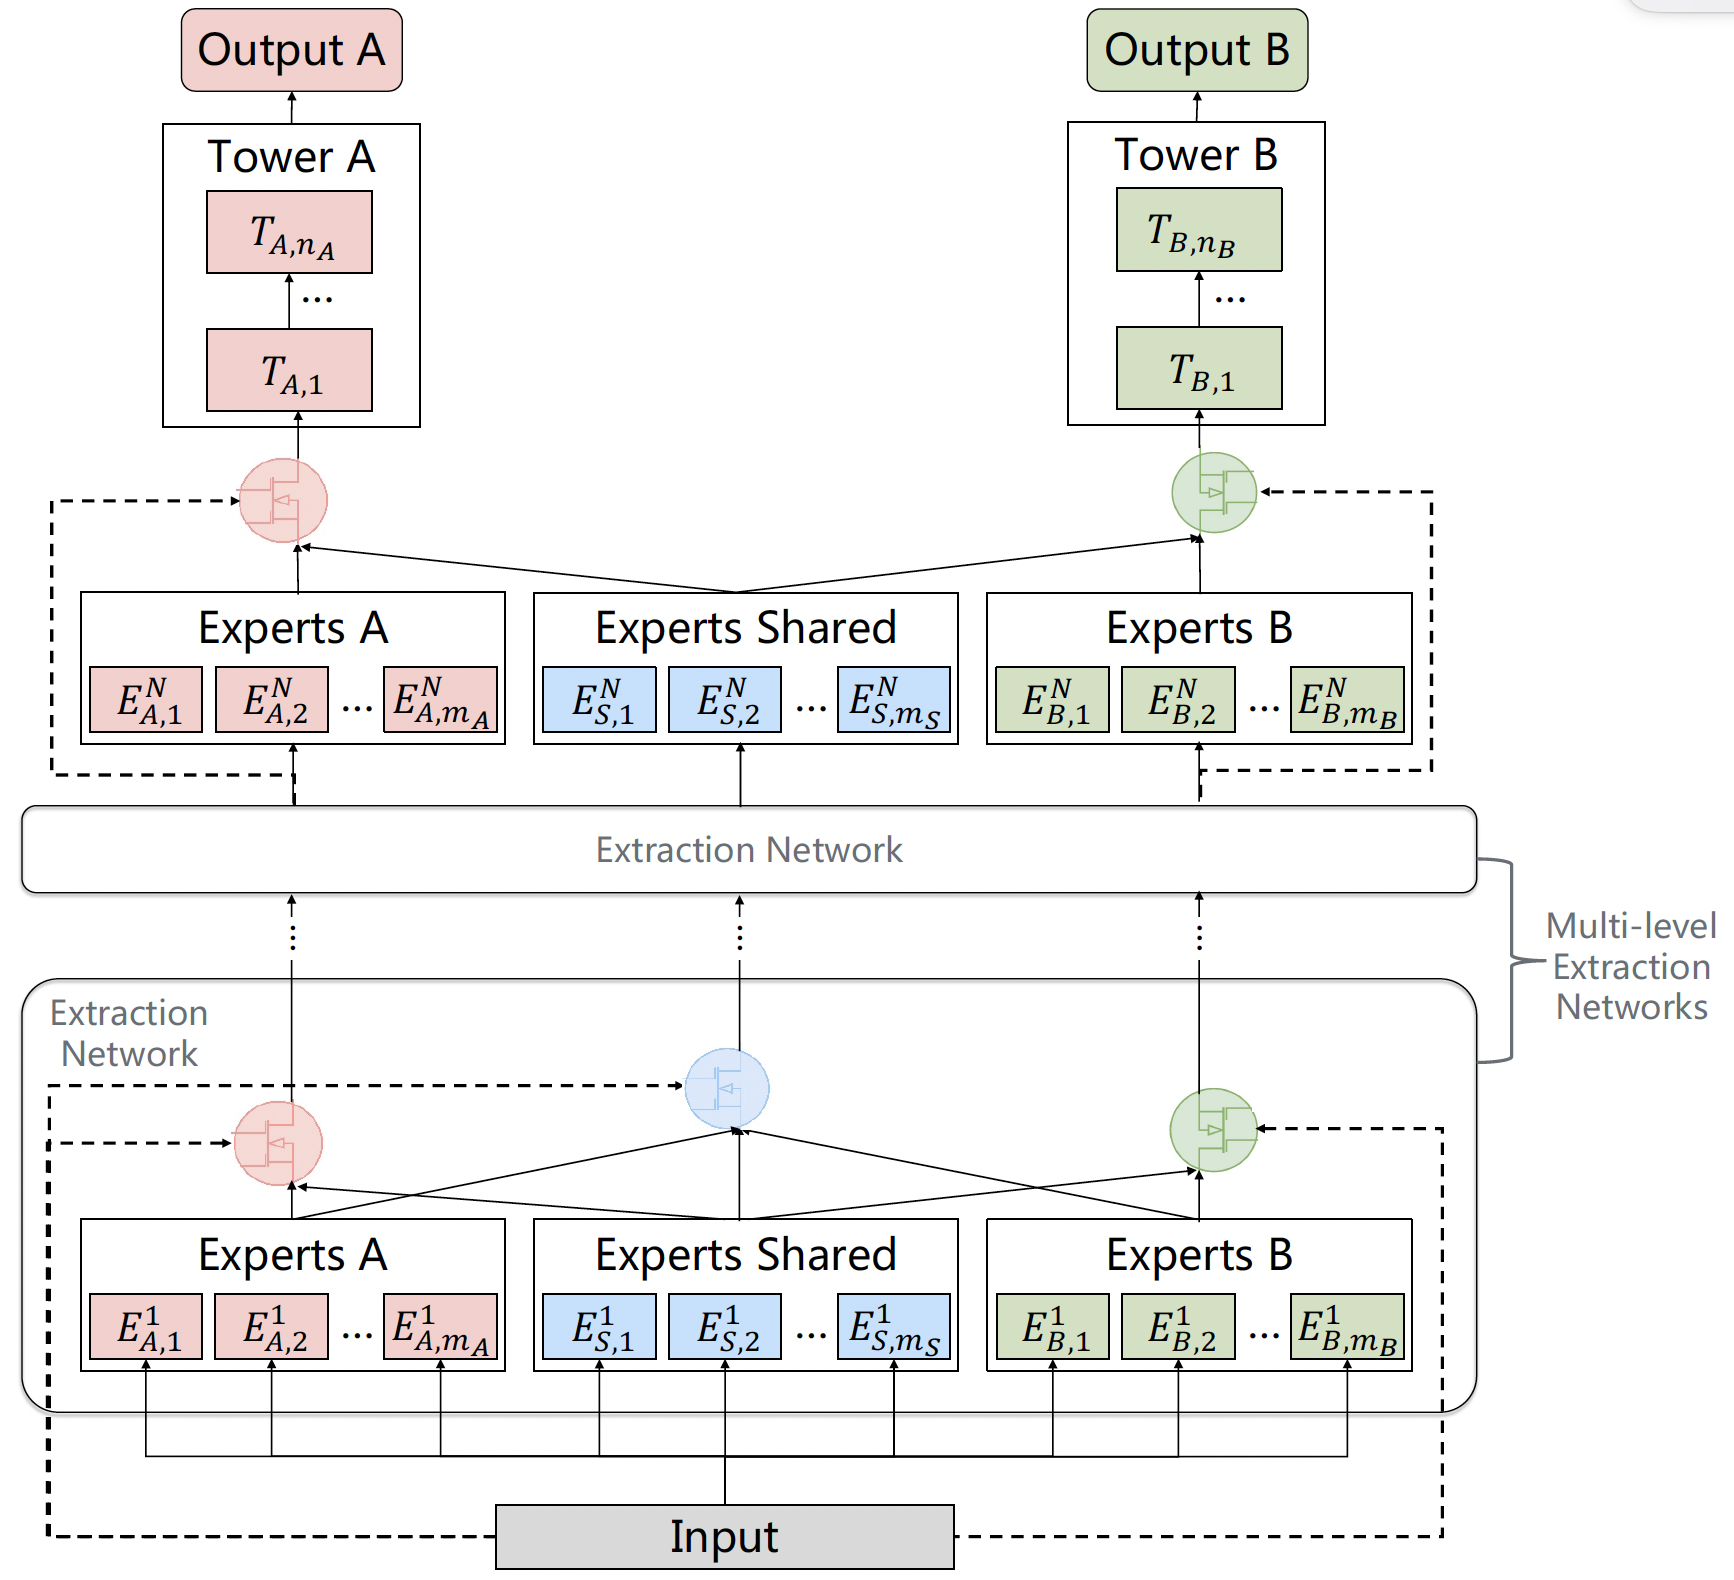 Output A
Output B
Tower A
Tower B
T_{A,n_A}
T_{B,n_B}
...
...
T_{A,1}
T_{B,1}
Experts A
Experts Shared
Experts B
E^N_{A,1} E^N_{A,2} ... E^N_{A,m_A}
E^N_{S,1} E^N_{S,2} ... E^N_{S,m_S}
E^N_{B,1} E^N_{B,2} ... E^N_{B,m_B}
Extraction Network
Multi-level
Extraction
Networks
Extraction
Network
Experts A
Experts Shared
Experts B
E^1_{A,1} E^1_{A,2} ... E^1_{A,m_A}
E^1_{S,1} E^1_{S,2} ... E^1_{S,m_S}
E^1_{B,1} E^1_{B,2} ... E^1_{B,m_B}
Input